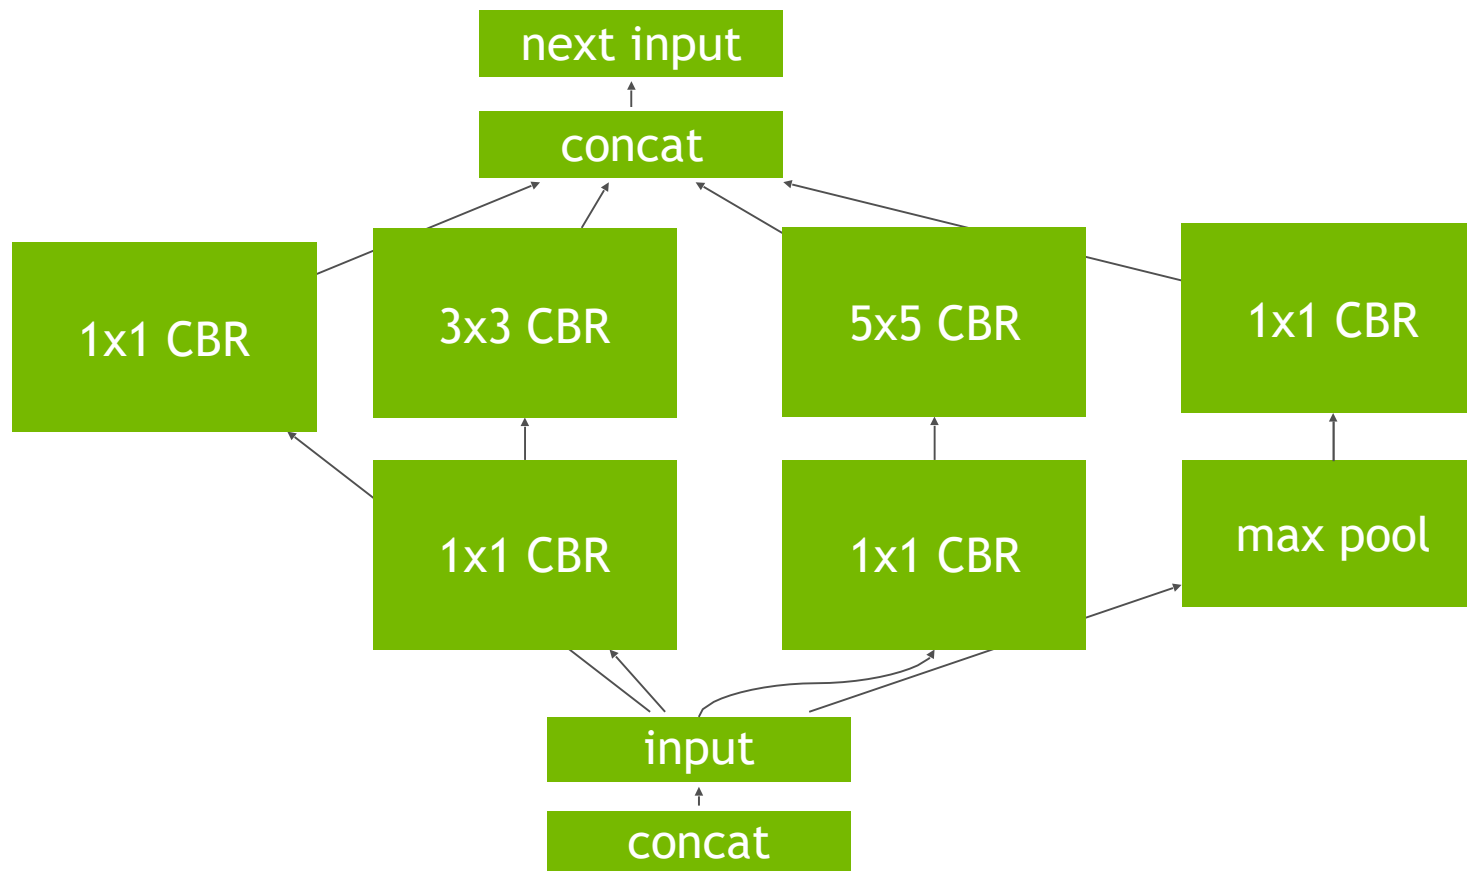 next input
concat
1x1 CBR
3x3 CBR
5x5 CBR
1x1 CBR
1x1 CBR
1x1 CBR
max pool
input
concat